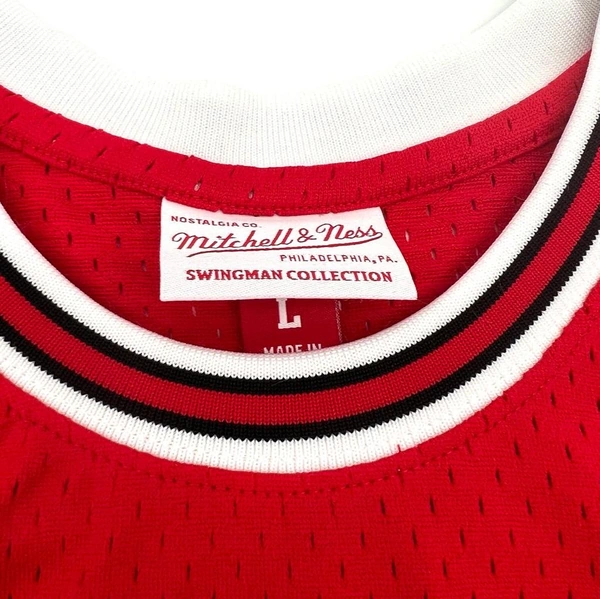 NOSTALGIA CO.
Mitchell & Ness
PHILADELPHIA, PA.
SWINGMAN COLLECTION
L
MADE IN